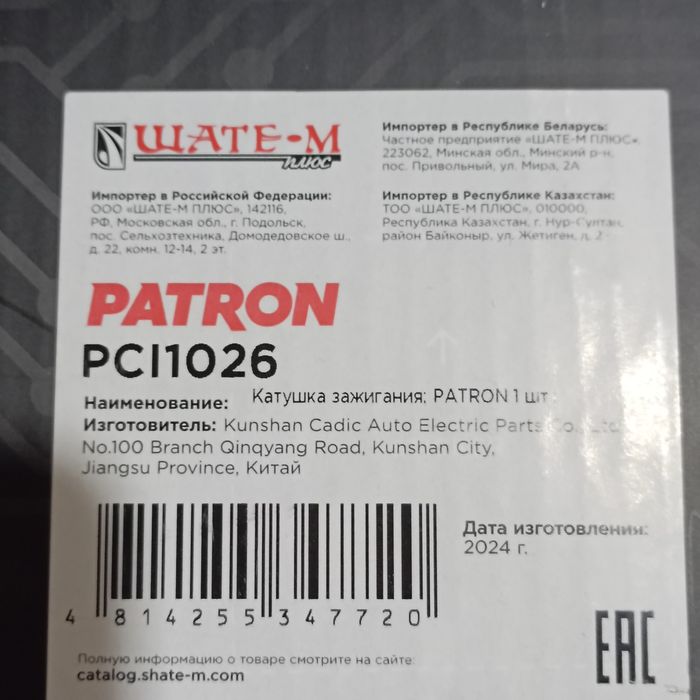 ШАТЕ-М
ПЛЮС
Импортер в Российской Федерации:
ООО «ШАТЕ-М ПЛЮС», 142116,
РФ, Московская обл., г. Подольск,
пос. Сельхозтехника, Домодедовское ш.,
д. 22, комн. 12-14, 2 эт.
Импортер в Республике Беларусь:
Частное предприятие «ШАТЕ-М ПЛЮС»,
223062, Минская обл., Минский р-н,
пос. Привольный, ул. Мира, 2А
Импортер в Республике Казахстан:
ТОО «ШАТЕ-М ПЛЮС», 010000,
Республика Казахстан, г. Нур-Султан,
район Байконыр, ул. Жетиген, д. 2
PATRON
PCI1026
Наименование: Катушка зажигания: PATRON 1 шт
Изготовитель: Kunshan Cadic Auto Electric Parts Co., Ltd
No.100 Branch Qingyang Road, Kunshan City,
Jiangsu Province, Китай
Дата изготовления:
2024 г.
4 814255 347720
EAC
Полную информацию о товаре смотрите на сайте:
catalog.shate-m.com